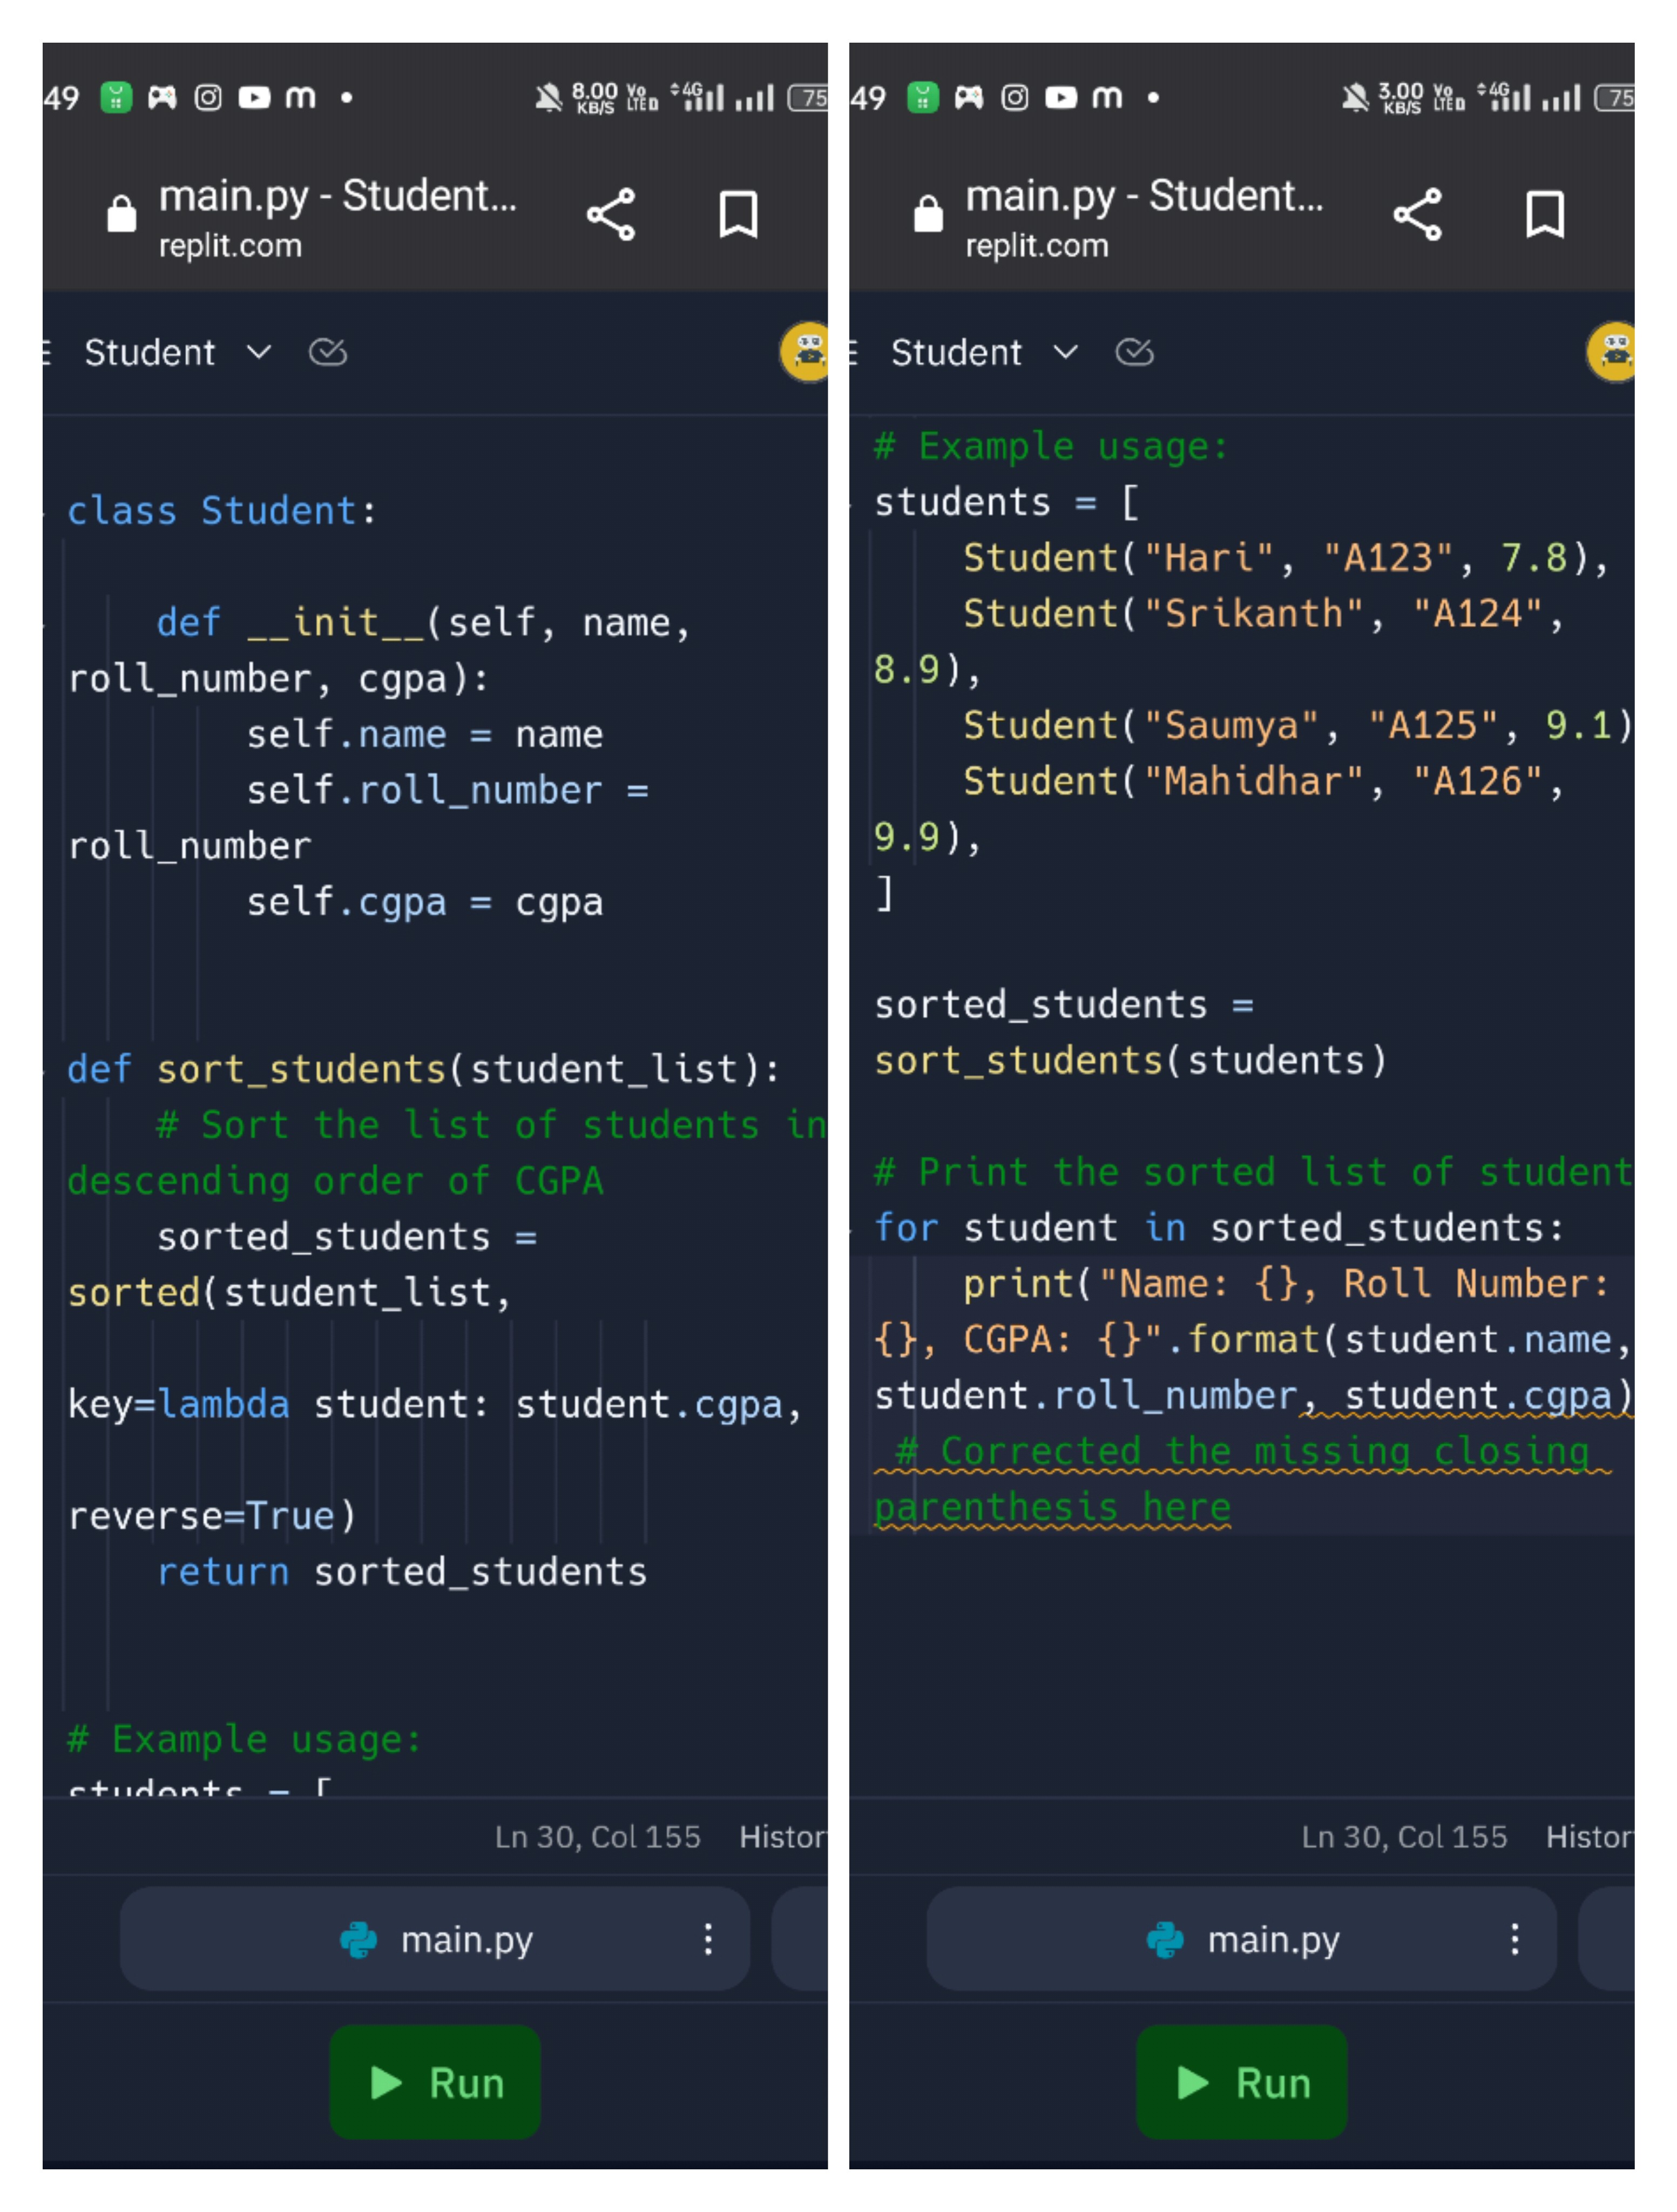 49 m • 8.00 KB/S Vo LTE 4G 75
main.py - Student...
replit.com
Student
class Student:
def __init__(self, name,
roll_number, cgpa):
self.name = name
self.roll_number =
roll_number
self.cgpa = cgpa
def sort_students(student_list):
# Sort the list of students in
descending order of CGPA
sorted_students =
sorted(student_list,
key=lambda student: student.cgpa,
reverse=True)
return sorted_students
# Example usage:
students = [
Ln 30, Col 155 Histor
main.py
Run
49 m • 3.00 KB/S Vo LTE 4G 75
main.py - Student...
replit.com
Student
# Example usage:
students = [
Student("Hari", "A123", 7.8),
Student("Srikanth", "A124",
8.9),
Student("Saumya", "A125", 9.1)
Student("Mahidhar", "A126",
9.9),
]
sorted_students =
sort_students(students)
# Print the sorted list of student
for student in sorted_students:
print("Name: {}, Roll Number:
{}, CGPA: {}".format(student.name,
student.roll_number, student.cgpa)
# Corrected the missing closing
parenthesis here
Ln 30, Col 155 Histor
main.py
Run